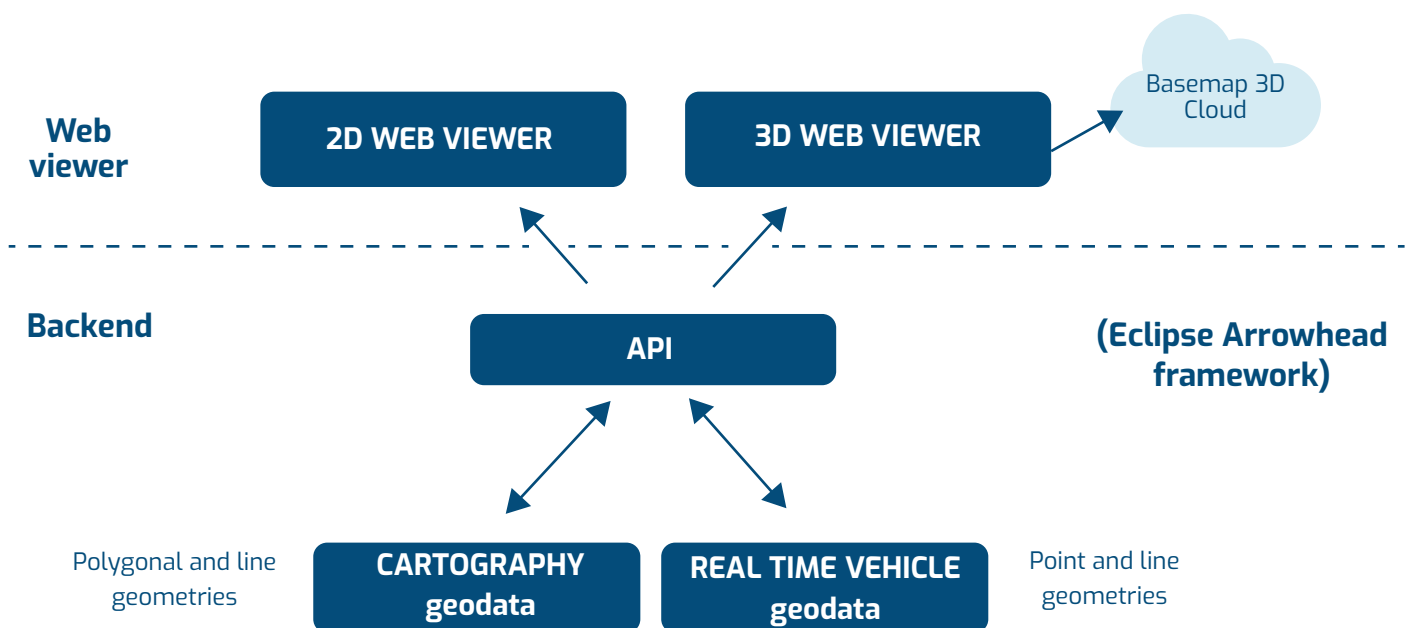 Basemap 3D
Cloud
Web
viewer
2D WEB VIEWER
3D WEB VIEWER
Backend
API
(Eclipse Arrowhead
framework)
Polygonal and line
geometries
CARTOGRAPHY
geodata
REAL TIME VEHICLE
geodata
Point and line
geometries